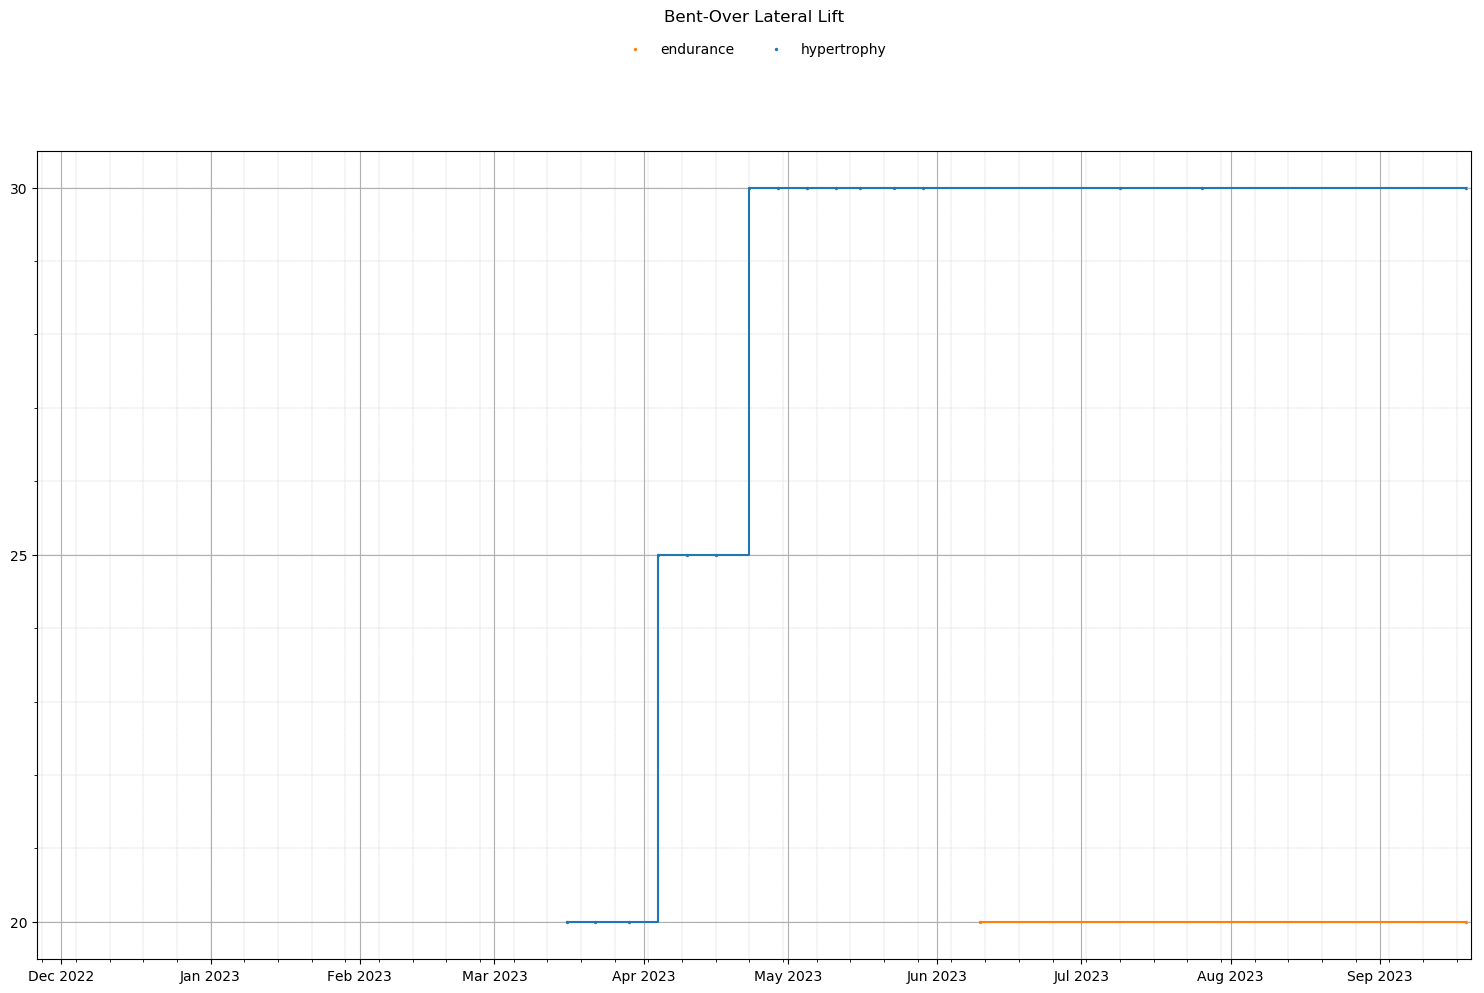 Bent-Over Lateral Lift
endurance hypertrophy
30
25
20
Dec 2022 Jan 2023 Feb 2023 Mar 2023 Apr 2023 May 2023 Jun 2023 Jul 2023 Aug 2023 Sep 2023